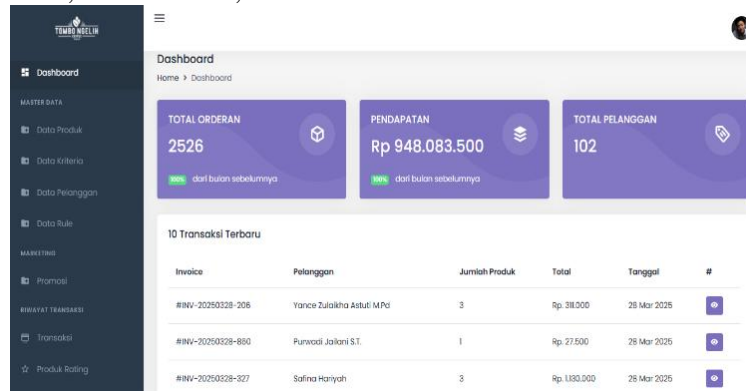 TOMBO NGELIH
Dashboard
MASTER DATA
Data Produk
Data Kriteria
Data Pelanggan
Data Rule
MARKETING
Promosi
RIWAYAT TRANSAKSI
Transaksi
Produk Rating
Dashboard
Home > Dashboard
TOTAL ORDERAN
2526
100% dari bulan sebelumnya
PENDAPATAN
Rp 948.083.500
100% dari bulan sebelumnya
TOTAL PELANGGAN
102
10 Transaksi Terbaru
Invoice Pelanggan Jumlah Produk Total Tanggal #
#INV-20250328-206 Yance Zulaikha Astuti M.Pd 3 Rp. 311.000 28 Mar 2025
#INV-20250328-850 Purwadi Jailani S.T. 1 Rp. 27.500 28 Mar 2025
#INV-20250328-327 Safina Hariyah 3 Rp. 1.130.000 28 Mar 2025